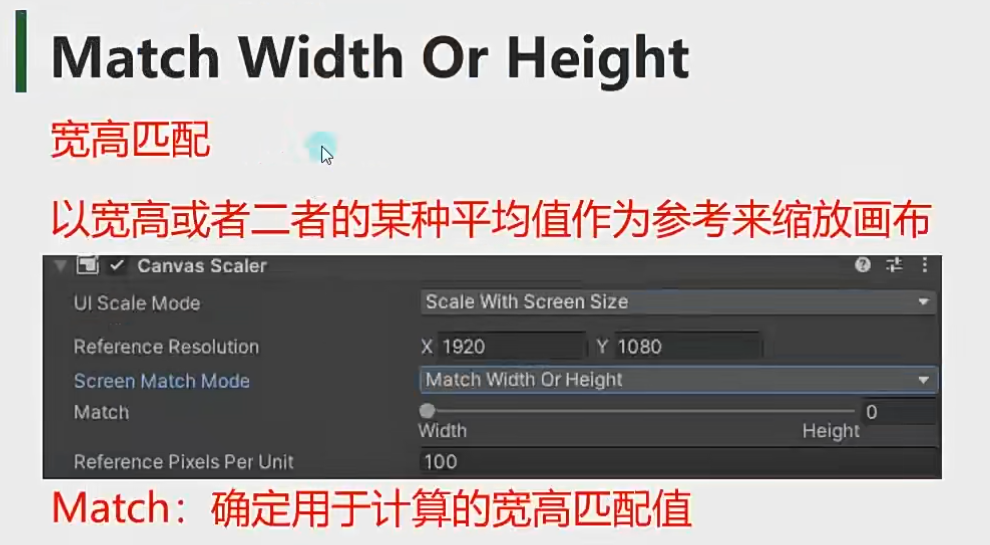 Match Width Or Height
宽高匹配
以宽高或者二者的某种平均值作为参考来缩放画布
Canvas Scaler
UI Scale Mode Scale With Screen Size
Reference Resolution X 1920 Y 1080
Screen Match Mode Match Width Or Height
Match 0
Width Height
Reference Pixels Per Unit 100
Match：确定用于计算的宽高匹配值